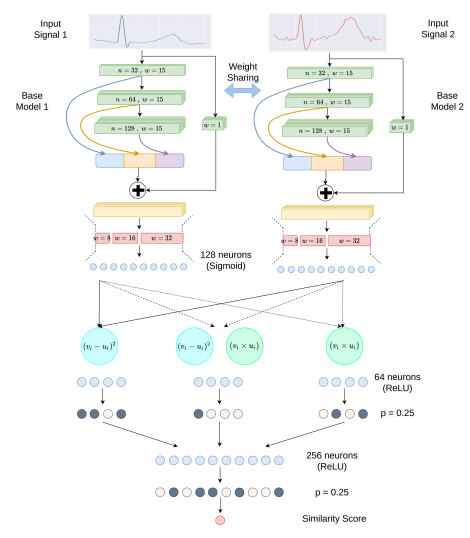 Input
Signal 1
Input
Signal 2
n = 32 , w = 15
Weight
Sharing
n = 32 , w = 15
Base
Model 1
n = 64 , w = 15
Base
Model 2
n = 64 , w = 15
n = 128 , w = 15
w = 1
n = 128 , w = 15
w = 1
w = 8
w = 16
w = 32
w = 8
w = 16
w = 32
128 neurons
(Sigmoid)
(vᵢ − uᵢ)²
(vᵢ − uᵢ)²
(vᵢ × uᵢ)
(vᵢ × uᵢ)
64 neurons
(ReLU)
p = 0.25
256 neurons
(ReLU)
p = 0.25
Similarity Score